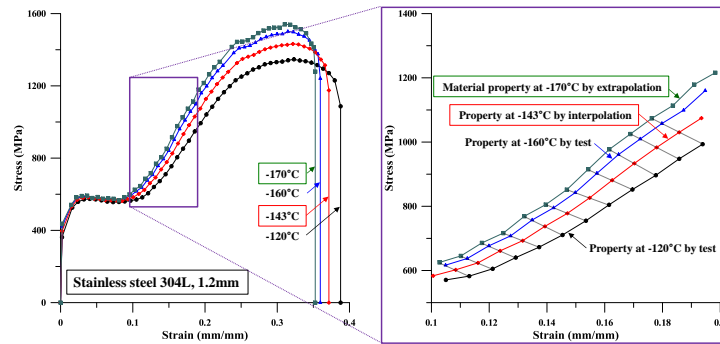 1600
1200
800
400
0
Stress (MPa)
-170°C
-160°C
-143°C
-120°C
Stainless steel 304L, 1.2mm
0
0.1
0.2
0.3
0.4
Strain (mm/mm)
1400
1200
1000
800
600
Stress (MPa)
Material property at -170°C by extrapolation
Property at -143°C by interpolation
Property at -160°C by test
Property at -120°C by test
0.1
0.12
0.14
0.16
0.18
0.2
Strain (mm/mm)